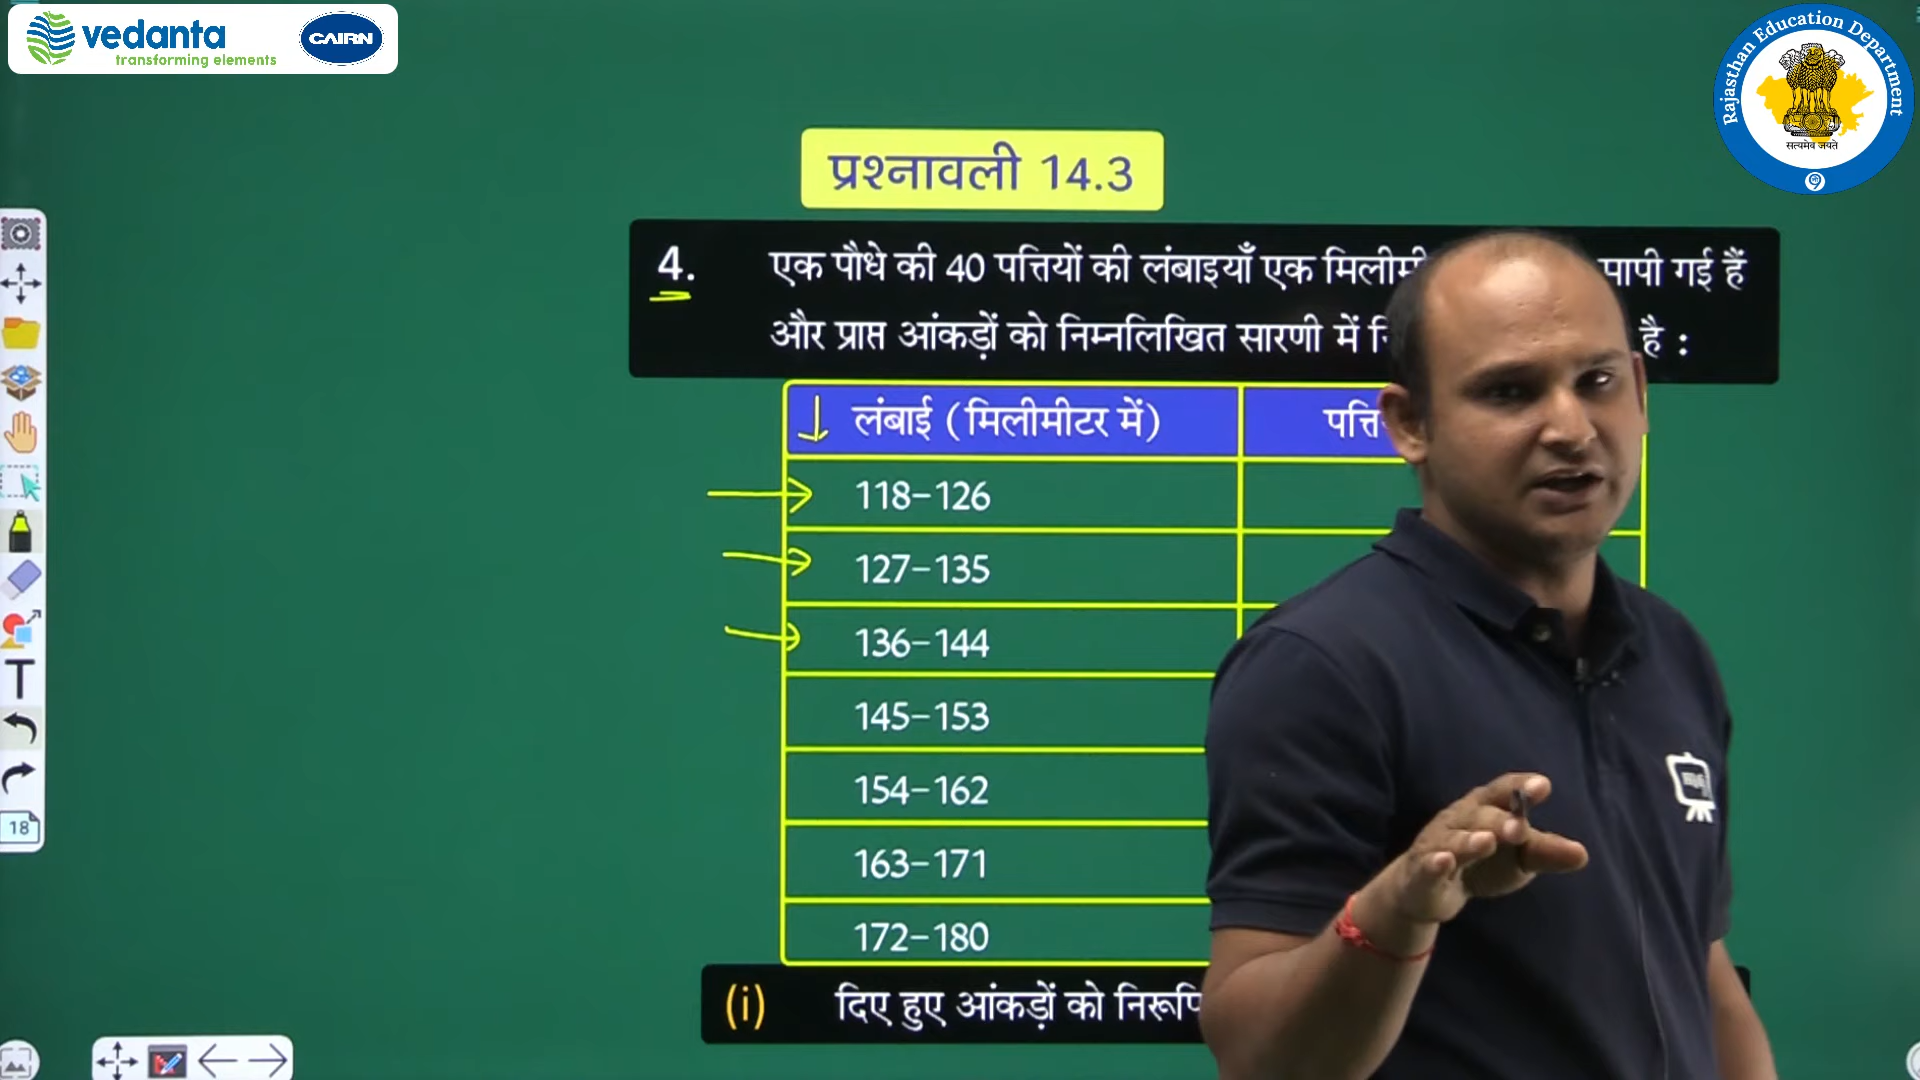 vedanta
transforming elements
CAIRN
Rajasthan Education Department
सत्यमेव जयते
प्रश्नावली 14.3
4. एक पौधे की 40 पत्तियों की लंबाइयाँ एक मापी गई हैं
और प्राप्त आंकड़ों को निम्नलिखित सारणी में है :
लंबाई (मिलीमीटर में)
118-126
127-135
136-144
145-153
154-162
163-171
172-180
(i) दिए हुए आंकड़ों को
T
18